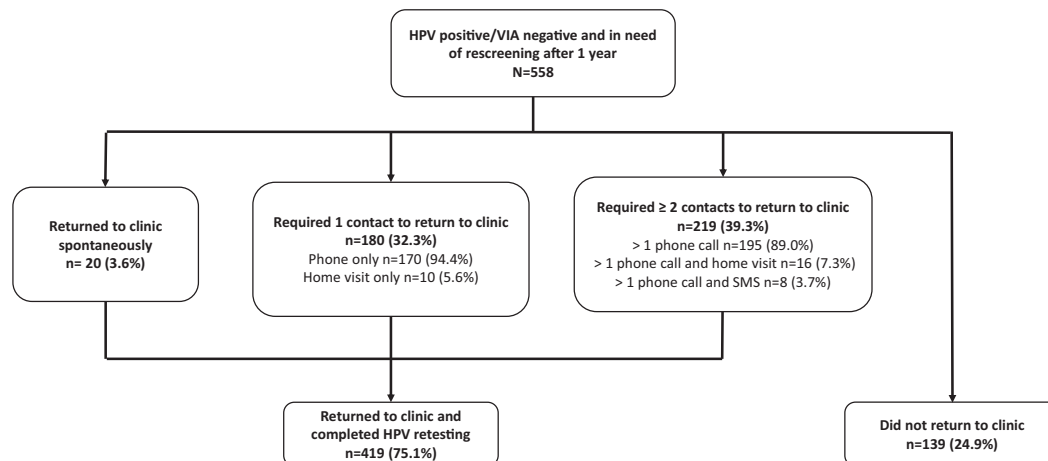 HPV positive/VIA negative and in need
of rescreening after 1 year
N=558
Returned to clinic
spontaneously
n= 20 (3.6%)
Required 1 contact to return to clinic
n=180 (32.3%)
Phone only n=170 (94.4%)
Home visit only n=10 (5.6%)
Required ≥ 2 contacts to return to clinic
n=219 (39.3%)
> 1 phone call n=195 (89.0%)
> 1 phone call and home visit n=16 (7.3%)
> 1 phone call and SMS n=8 (3.7%)
Returned to clinic and
completed HPV retesting
n=419 (75.1%)
Did not return to clinic
n=139 (24.9%)